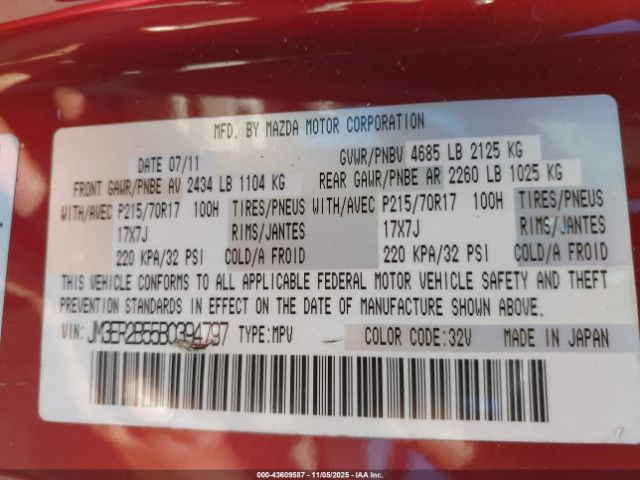 MFD. BY MAZDA MOTOR CORPORATION
DATE 07/11 GVWR/PNBV 4685 LB 2125 KG
FRONT GAWR/PNBE AV 2434 LB 1104 KG REAR GAWR/PNBE AR 2260 LB 1025 KG
WITH/AVEC P215/70R17 100H TIRES/PNEUS WITH/AVEC P215/70R17 100H TIRES/PNEUS
17X7J RIMS/JANTES 17X7J RIMS/JANTES
220 KPA/32 PSI COLD/A FROID 220 KPA/32 PSI COLD/A FROID
THIS VEHICLE CONFORMS TO ALL APPLICABLE FEDERAL MOTOR VEHICLE SAFETY AND THEFT
PREVENTION STANDARDS IN EFFECT ON THE DATE OF MANUFACTURE SHOWN ABOVE.
VIN: JM3ER2B55B0394797 TYPE:MPV COLOR CODE:32V MADE IN JAPAN
000-43609587 - 11/05/2025 - IAAI.COM